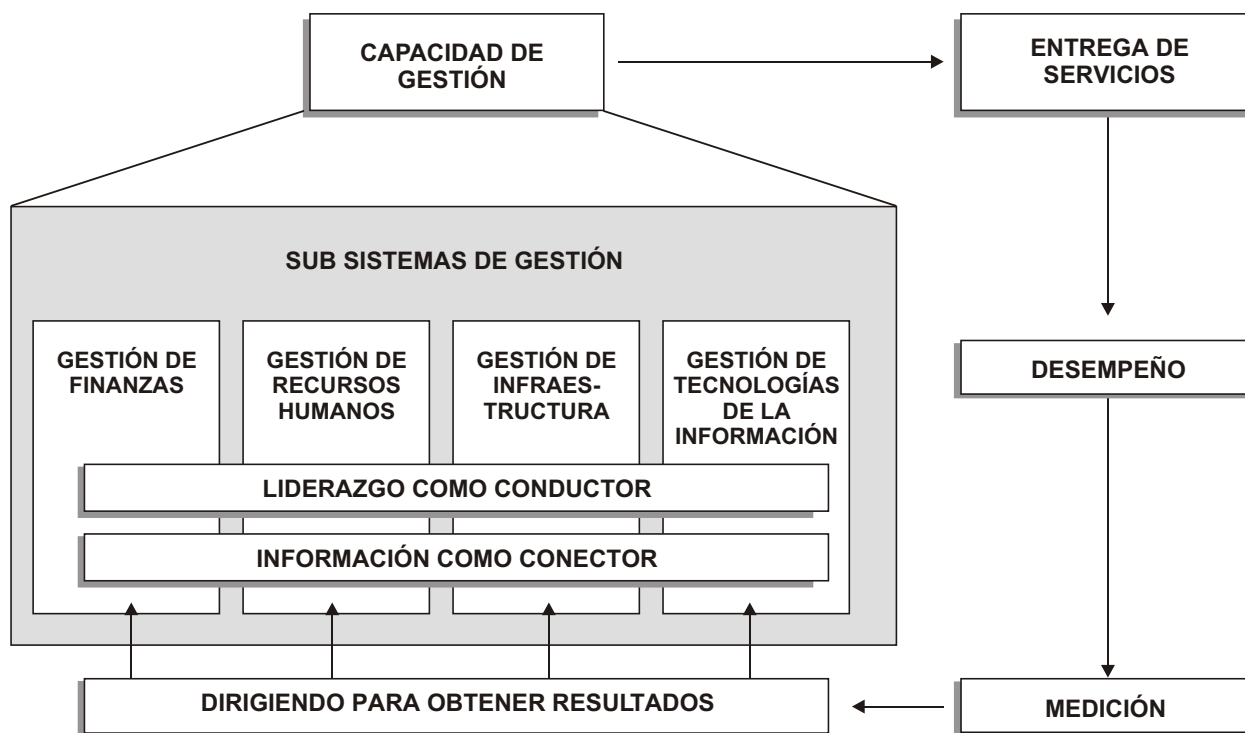 CAPACIDAD DE
GESTIÓN
ENTREGA DE
SERVICIOS
SUB SISTEMAS DE GESTIÓN
GESTIÓN DE
FINANZAS
GESTIÓN DE
RECURSOS
HUMANOS
GESTIÓN DE
INFRAES-
TRUCTURA
GESTIÓN DE
TECNOLOGÍAS
DE LA
INFORMACIÓN
DESEMPEÑO
LIDERAZGO COMO CONDUCTOR
INFORMACIÓN COMO CONECTOR
DIRIGIENDO PARA OBTENER RESULTADOS
MEDICIÓN